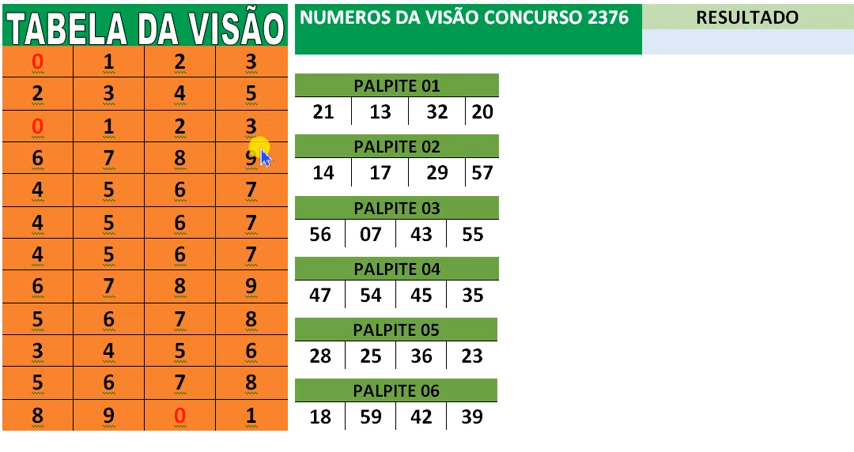 TABELA DA VISÃO
0 1 2 3
2 3 4 5
0 1 2 3
6 7 8 9
4 5 6 7
4 5 6 7
4 5 6 7
6 7 8 9
5 6 7 8
3 4 5 6
5 6 7 8
8 9 0 1
NUMEROS DA VISÃO CONCURSO 2376
RESULTADO
PALPITE 01
21 13 32 20
PALPITE 02
14 17 29 57
PALPITE 03
56 07 43 55
PALPITE 04
47 54 45 35
PALPITE 05
28 25 36 23
PALPITE 06
18 59 42 39